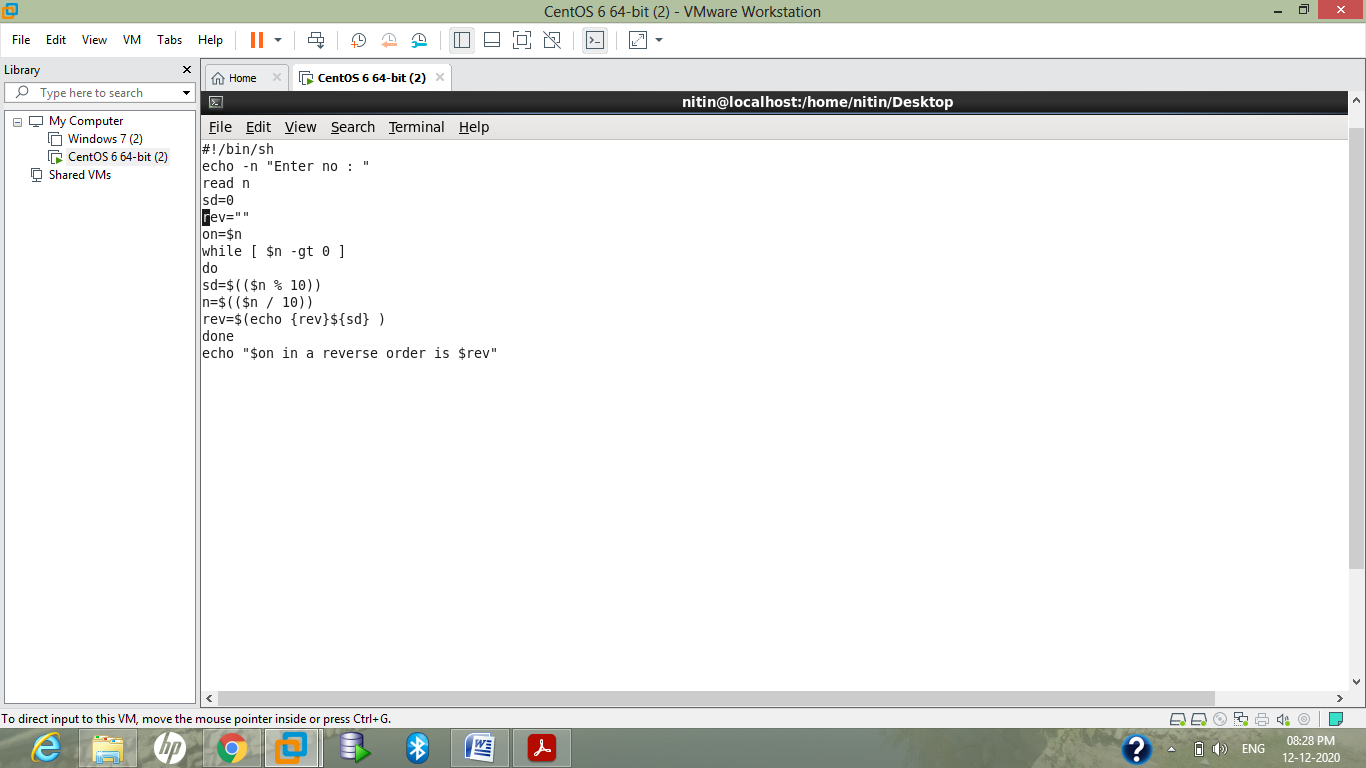 CentOS 6 64-bit (2) - VMware Workstation
File Edit View VM Tabs Help
Library
Type here to search
My Computer
Windows 7 (2)
CentOS 6 64-bit (2)
Shared VMs
Home
CentOS 6 64-bit (2)
nitin@localhost:/home/nitin/Desktop
File Edit View Search Terminal Help
#!/bin/sh
echo -n "Enter no : "
read n
sd=0
rev=""
on=$n
while [ $n -gt 0 ]
do
sd=$(($n % 10))
n=$(($n / 10))
rev=$(echo {rev}${sd} )
done
echo "$on in a reverse order is $rev"
To direct input to this VM, move the mouse pointer inside or press Ctrl+G.
hp
ENG
08:28 PM
12-12-2020